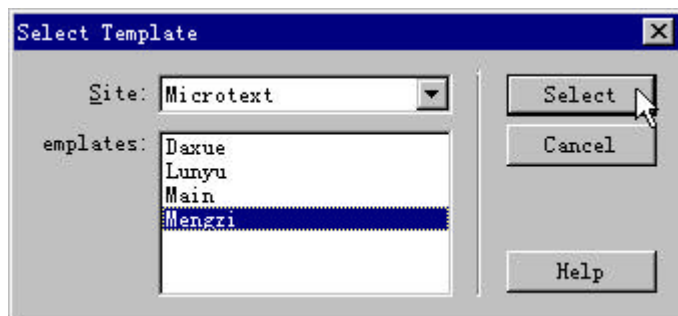 Select Template
Site: Microtext
emplates: Daxue
Lunyu
Main
Mengzi
Select
Cancel
Help